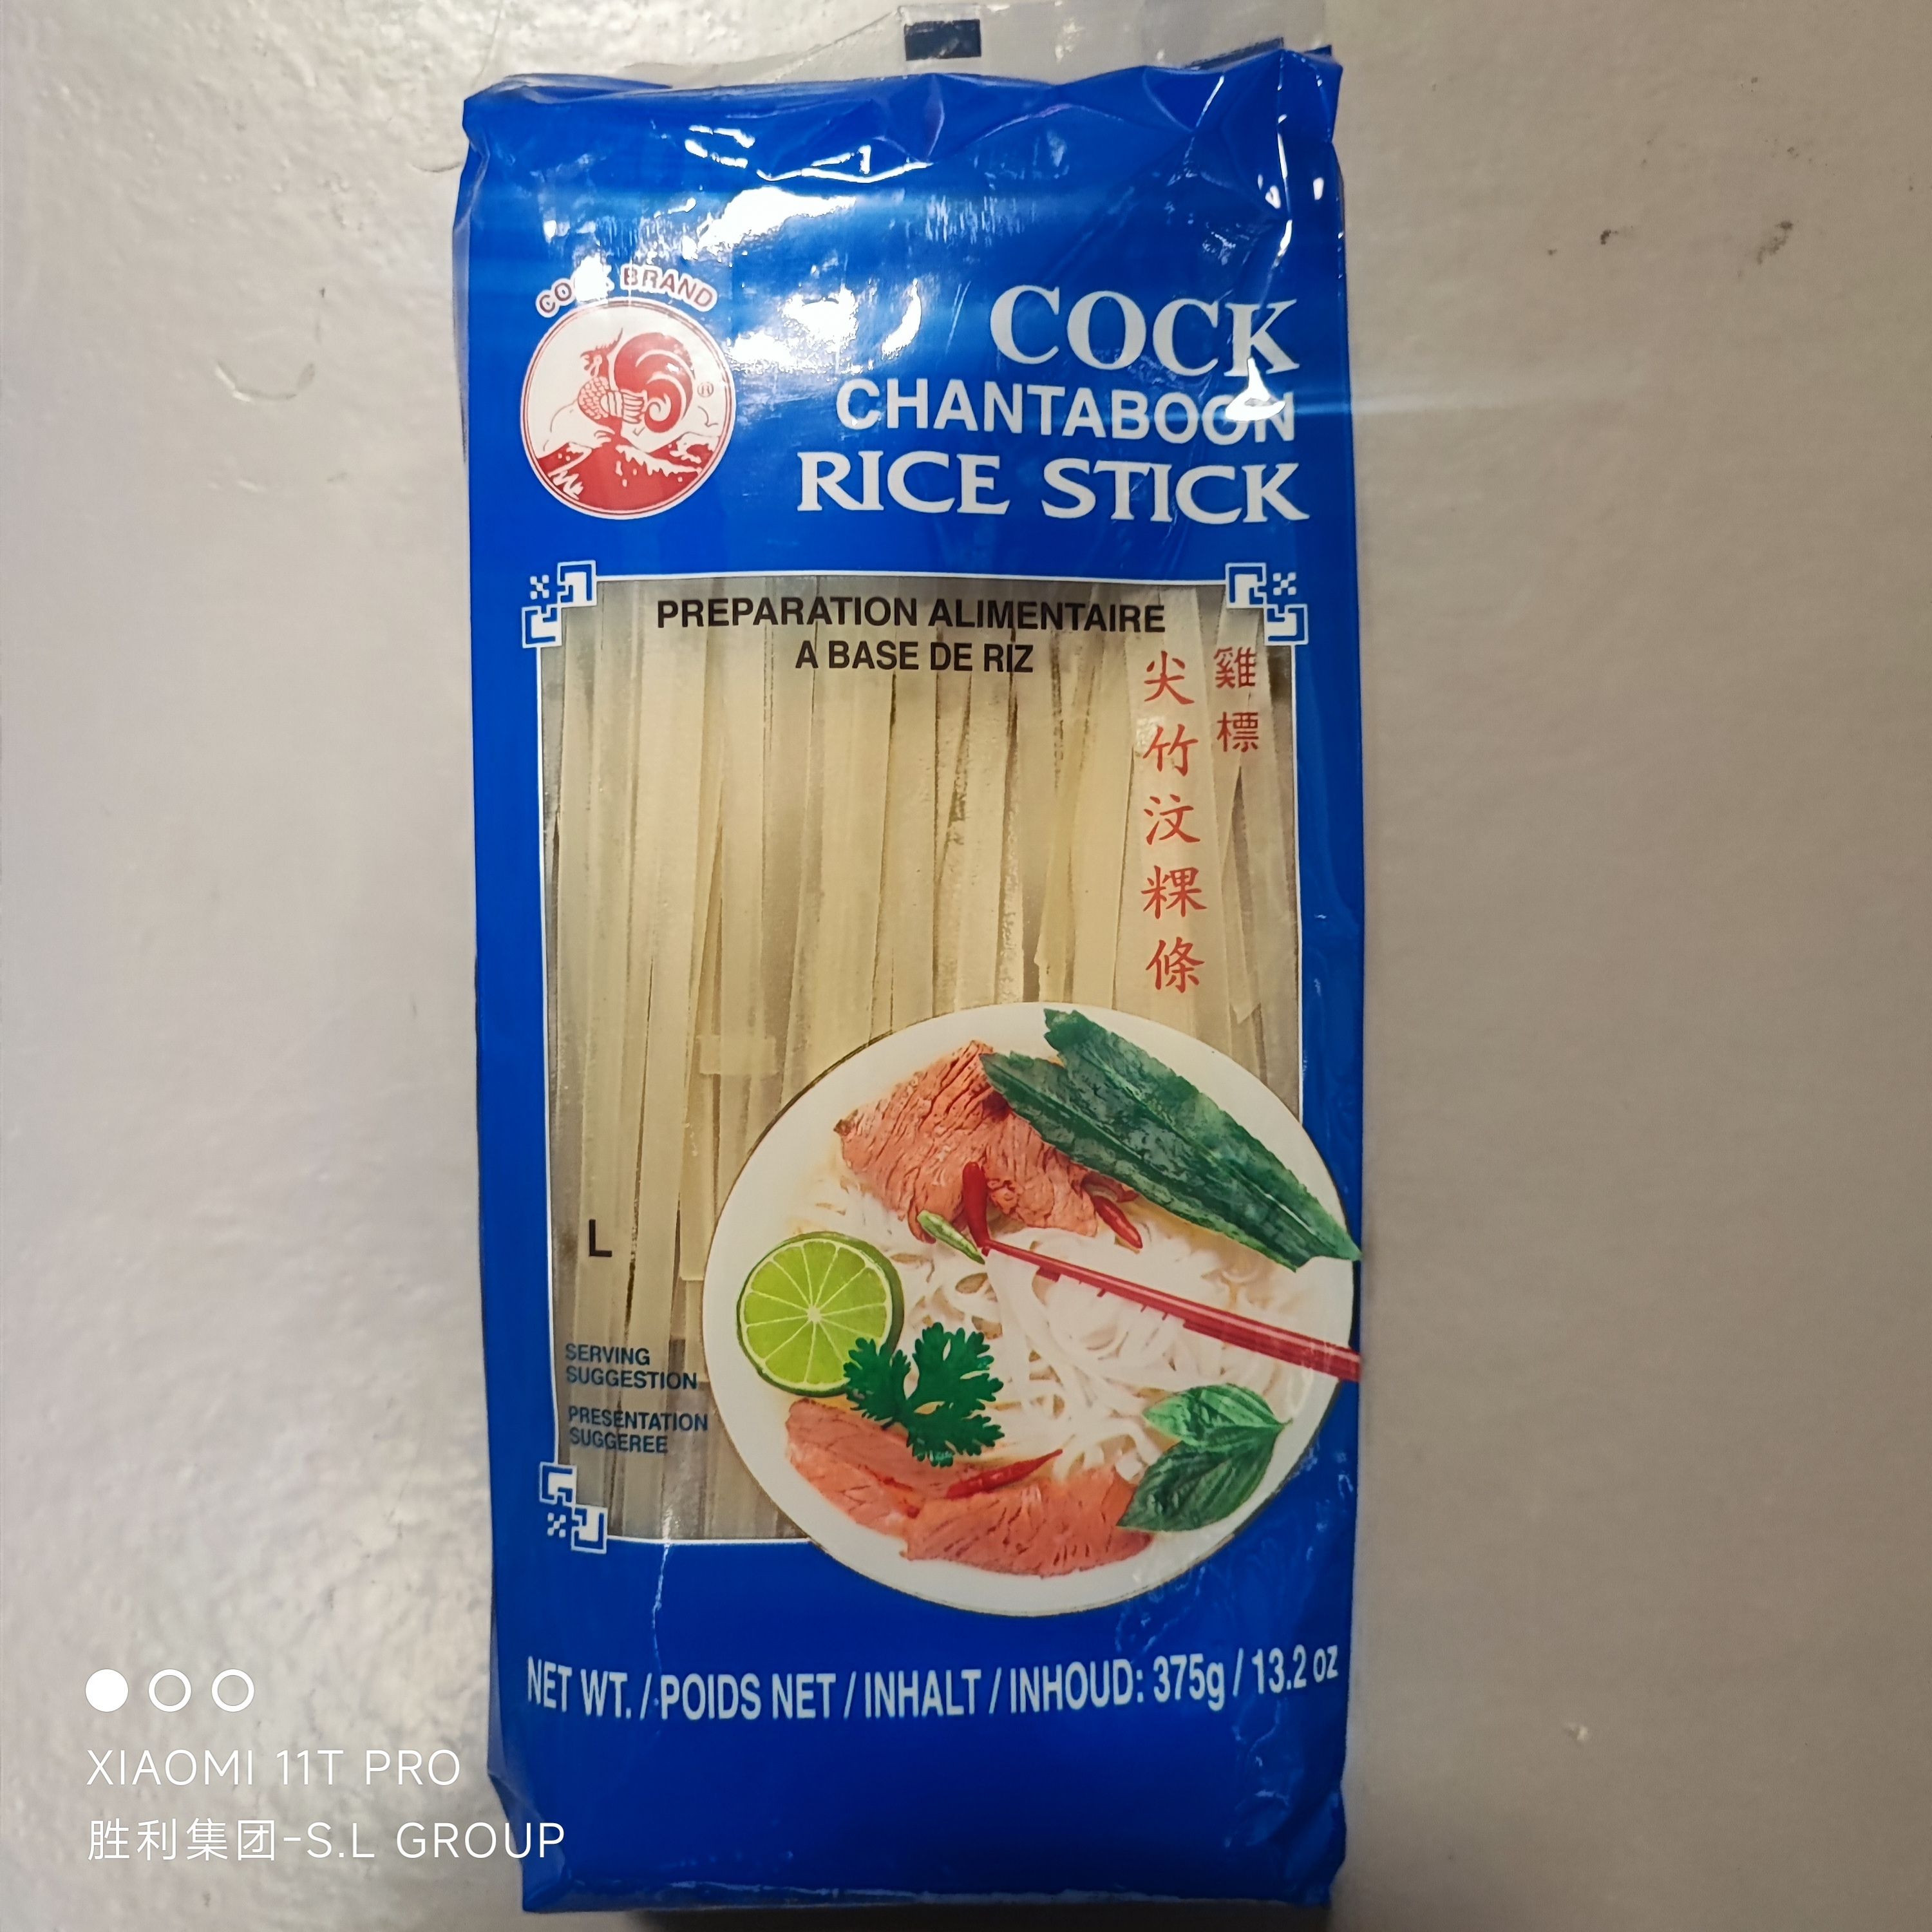 COCK BRAND
®
COCK
CHANTABOON
RICE STICK
PREPARATION ALIMENTAIRE
A BASE DE RIZ
雞標
尖竹汶粿條
L
SERVING
SUGGESTION
PRESENTATION
SUGGEREE
NET WT. / POIDS NET / INHALT / INHOUD: 375g / 13.2 oz
XIAOMI 11T PRO
胜利集团-S.L GROUP